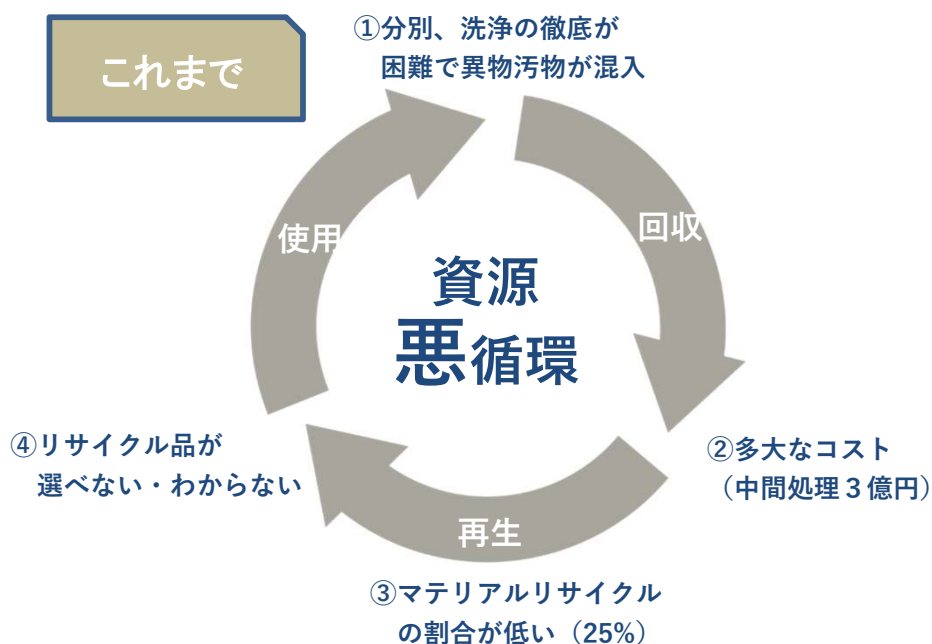 これまで
①分別、洗浄の徹底が
困難で異物汚物が混入
回収
使用
資源
悪循環
②多大なコスト
（中間処理３億円）
④リサイクル品が
選べない・わからない
再生
③マテリアルリサイクル
の割合が低い（25%）